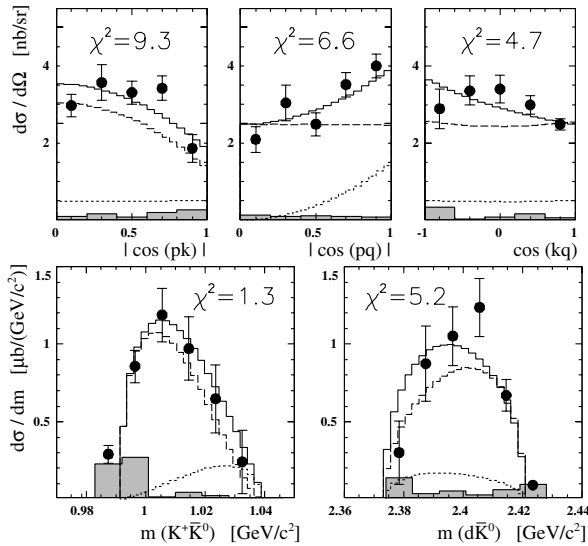 dσ / dΩ [nb/sr]
χ²=9.3
χ²=6.6
χ²=4.7
4
2
4
2
4
2
0 0.5 1
0 0.5 1
-1 0 1
| cos (pk) |
| cos (pq) |
cos (kq)
dσ / dm [μb/(GeV/c²)]
χ²=1.3
χ²=5.2
1.5
1
0.5
1.5
1
0.5
0.98 1 1.02 1.04
2.36 2.38 2.4 2.42 2.44
m (K⁺K̅⁰) [GeV/c²]
m (dK̅⁰) [GeV/c²]